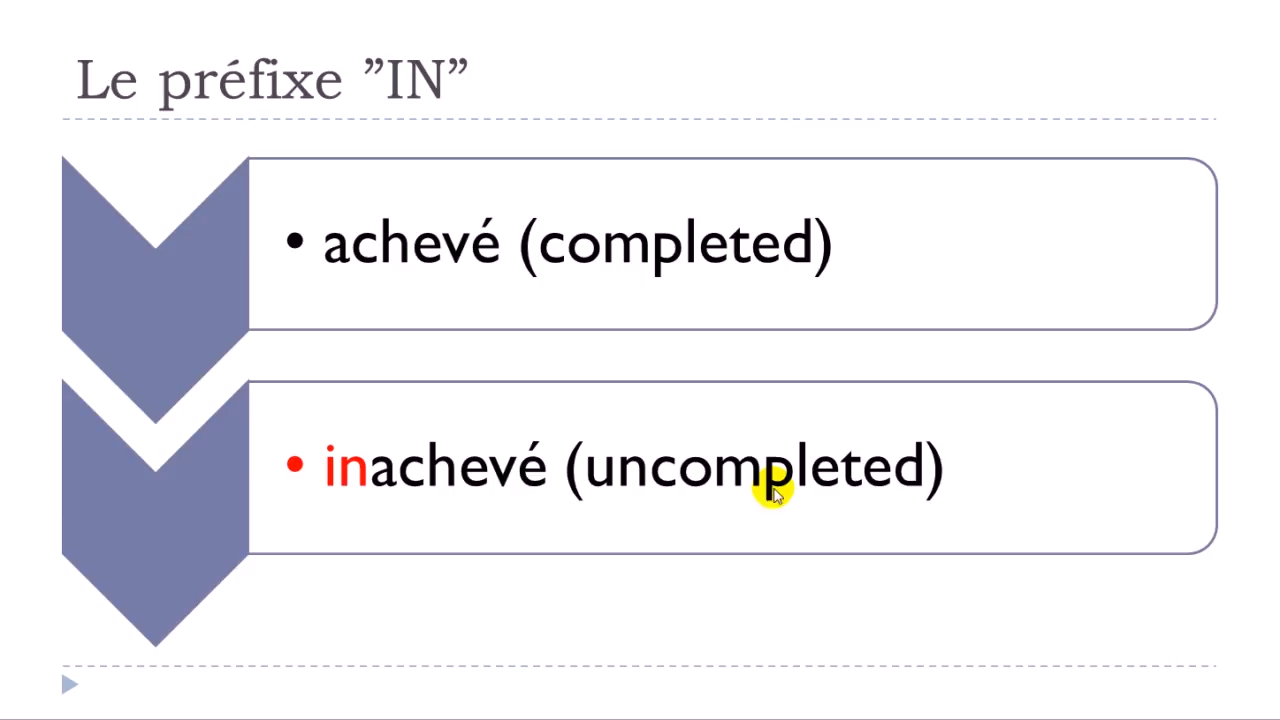 Le préfixe ”IN”
• achevé (completed)
• inachevé (uncompleted)